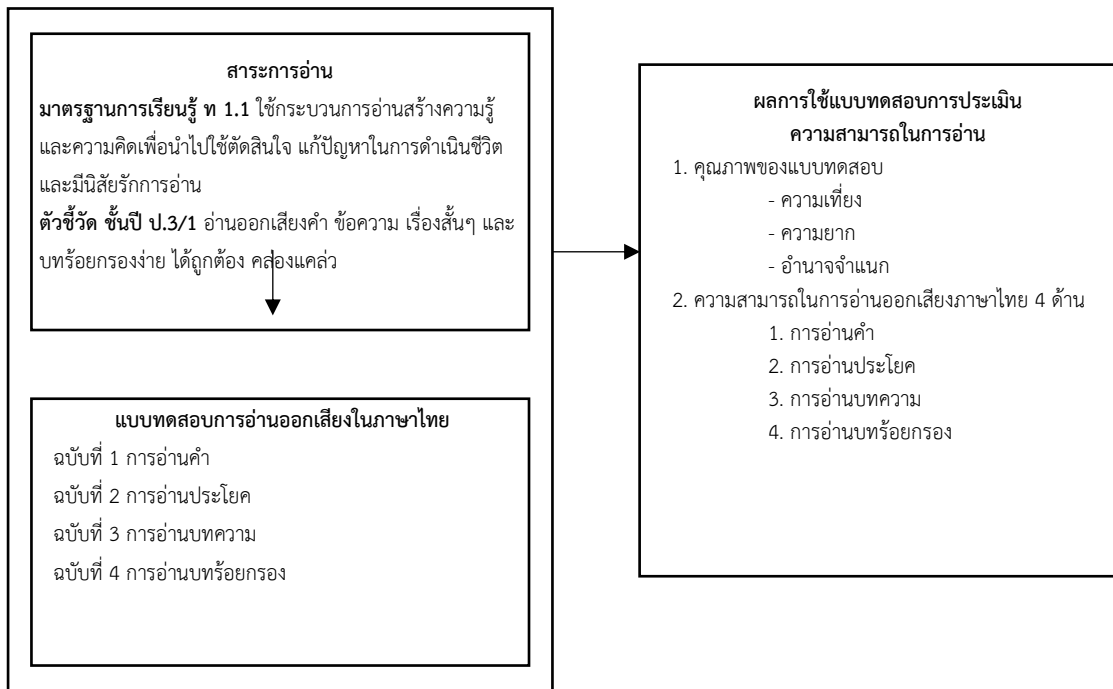 สาระการอ่าน
มาตรฐานการเรียนรู้ ท 1.1 ใช้กระบวนการอ่านสร้างความรู้
และความคิดเพื่อนำไปใช้ตัดสินใจ แก้ปัญหาในการดำเนินชีวิต
และมีนิสัยรักการอ่าน
ตัวชี้วัด ชั้นปี ป.3/1 อ่านออกเสียงคำ ข้อความ เรื่องสั้นๆ และ
บทร้อยกรองง่าย ได้ถูกต้อง คล่องแคล่ว
แบบทดสอบการอ่านออกเสียงในภาษาไทย
ฉบับที่ 1 การอ่านคำ
ฉบับที่ 2 การอ่านประโยค
ฉบับที่ 3 การอ่านบทความ
ฉบับที่ 4 การอ่านบทร้อยกรอง
ผลการใช้แบบทดสอบการประเมิน
ความสามารถในการอ่าน
1. คุณภาพของแบบทดสอบ
- ความเที่ยง
- ความยาก
- อำนาจจำแนก
2. ความสามารถในการอ่านออกเสียงภาษาไทย 4 ด้าน
1. การอ่านคำ
2. การอ่านประโยค
3. การอ่านบทความ
4. การอ่านบทร้อยกรอง